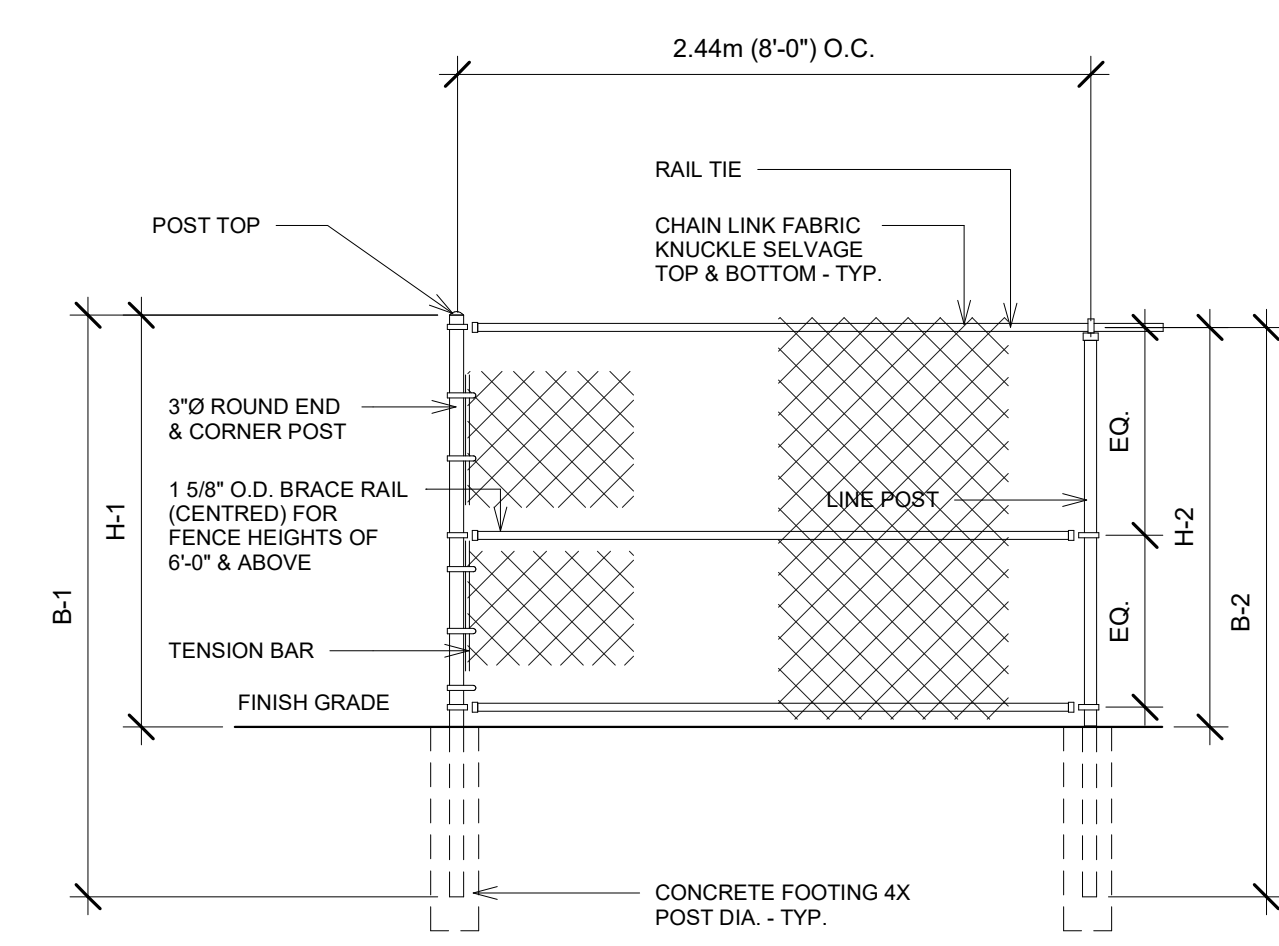 2.44m (8'-0") O.C.
RAIL TIE
POST TOP
CHAIN LINK FABRIC
KNUCKLE SELVAGE
TOP & BOTTOM - TYP.
3"Ø ROUND END
& CORNER POST
EQ.
1 5/8" O.D. BRACE RAIL
(CENTRED) FOR
FENCE HEIGHTS OF
6'-0" & ABOVE
LINE POST
H-1
H-2
B-1
B-2
EQ.
TENSION BAR
FINISH GRADE
CONCRETE FOOTING 4X
POST DIA. - TYP.